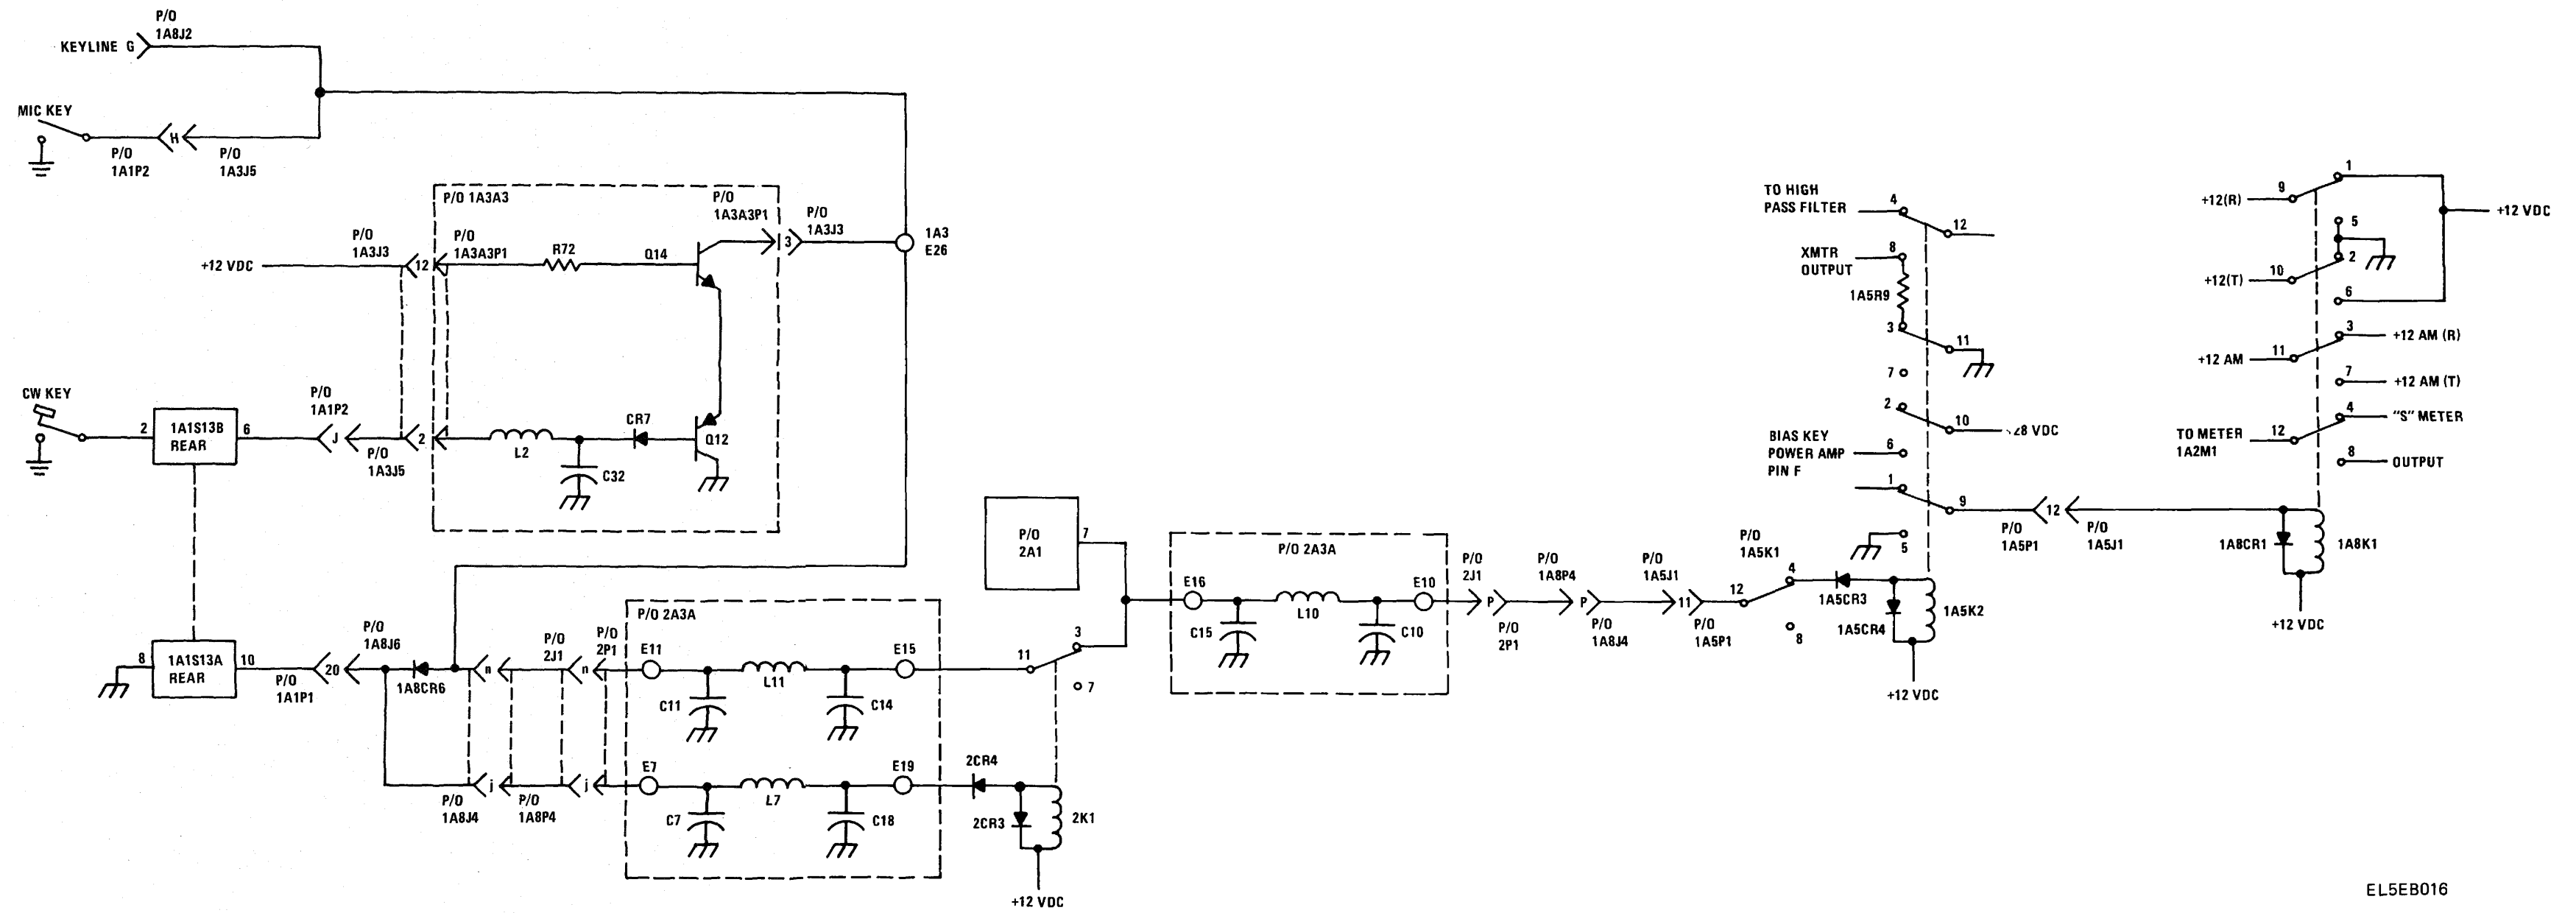 P/O
1A8J2
KEYLINE G
MIC KEY
H
P/O
1A1P2
P/O
1A3J5
P/O 1A3A3
P/O
1A3A3P1
P/O
1A3J3
P/O
1A3J3
P/O
1A3A3P1
+12 VDC
12
R72
Q14
3
1A3
E26
CW KEY
2
1A1S13B
REAR
6
P/O
1A1P2
J
P/O
1A3J5
2
L2
C32
CR7
Q12
8
1A1S13A
REAR
10
P/O
1A1P1
20
P/O
1A8J6
1A8CR6
n
P/O
2J1
n
P/O
2P1
P/O 2A3A
E11
C11
L11
C14
E15
j
P/O
1A8J4
P/O
1A8P4
j
E7
C7
L7
C18
E19
2CR4
2CR3
2K1
+12 VDC
11
3
7
P/O
2A1
7
P/O 2A3A
E16
C15
L10
C10
E10
P/O
2J1
P
P/O
2P1
P/O
1A8P4
P
P/O
1A8J4
P/O
1A5J1
11
P/O
1A5P1
P/O
1A5K1
12
4
8
1A5CR3
1A5CR4
1A5K2
+12 VDC
TO HIGH
PASS FILTER
4
12
XMTR
OUTPUT
8
1A5R9
3
11
7
2
10
28 VDC
BIAS KEY
POWER AMP
PIN F
6
1
9
5
P/O
1A5P1
12
P/O
1A5J1
1A8CR1
1A8K1
+12 VDC
+12(R)
9
1
+12 VDC
5
2
+12(T)
10
6
+12 AM
11
3
+12 AM (R)
7
+12 AM (T)
TO METER
1A2M1
12
4
"S" METER
8
OUTPUT
EL5EB016